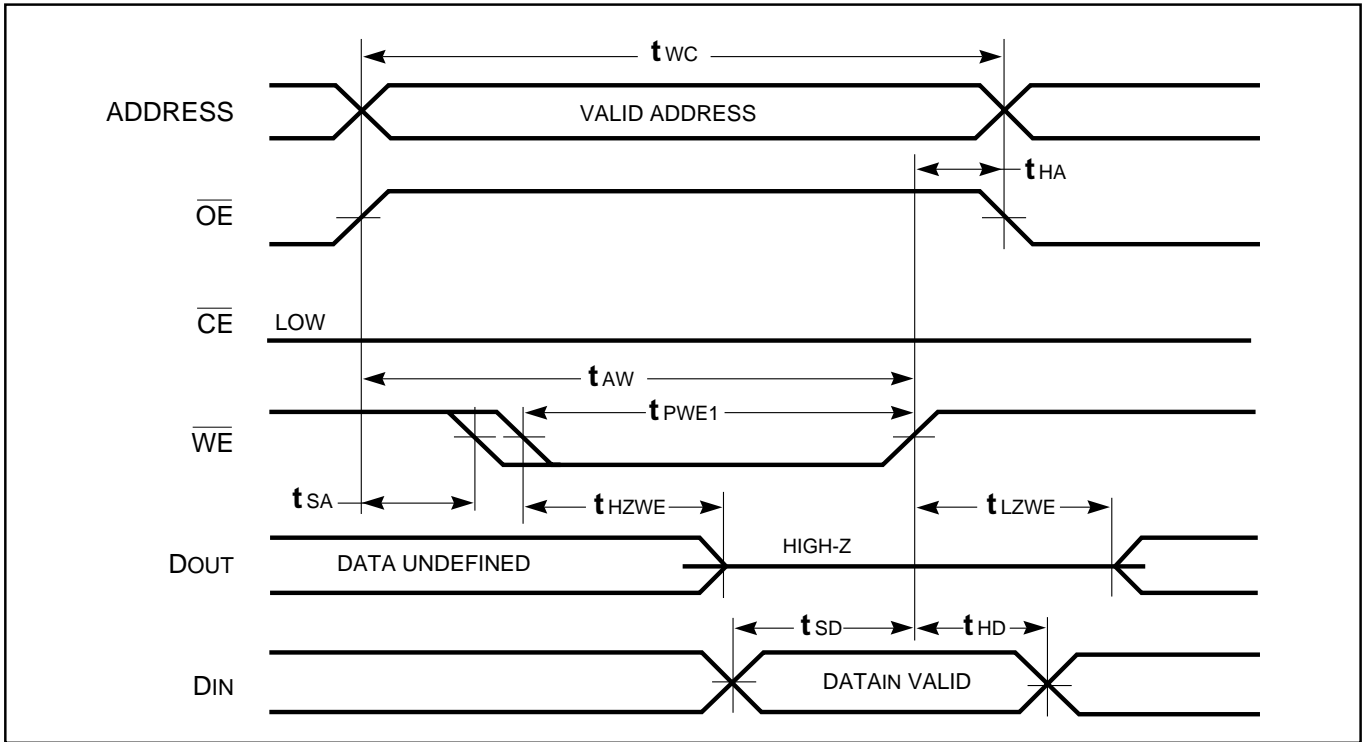 tWC
ADDRESS
VALID ADDRESS
tHA
OE
CE
LOW
tAW
WE
tPWE1
tSA
tHZWE
tLZWE
DOUT
DATA UNDEFINED
HIGH-Z
tSD
tHD
DIN
DATAIN VALID